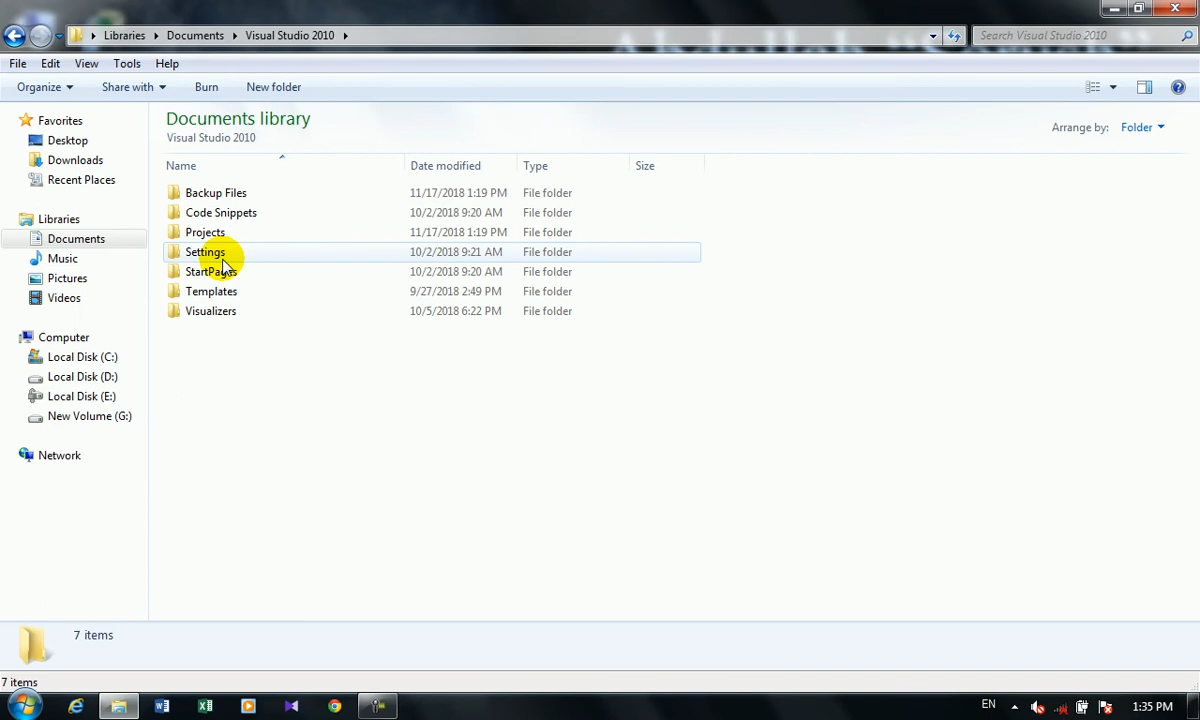 Libraries Documents Visual Studio 2010
Search Visual Studio 2010
File Edit View Tools Help
Organize Share with Burn New folder
Favorites
Desktop
Downloads
Recent Places
Libraries
Documents
Music
Pictures
Videos
Computer
Local Disk (C:)
Local Disk (D:)
Local Disk (E:)
New Volume (G:)
Network
Documents library
Visual Studio 2010
Arrange by: Folder
Name Date modified Type Size
Backup Files 11/17/2018 1:19 PM File folder
Code Snippets 10/2/2018 9:20 AM File folder
Projects 11/17/2018 1:19 PM File folder
Settings 10/2/2018 9:21 AM File folder
StartPages 10/2/2018 9:20 AM File folder
Templates 9/27/2018 2:49 PM File folder
Visualizers 10/5/2018 6:22 PM File folder
7 items
7 items
EN 1:35 PM